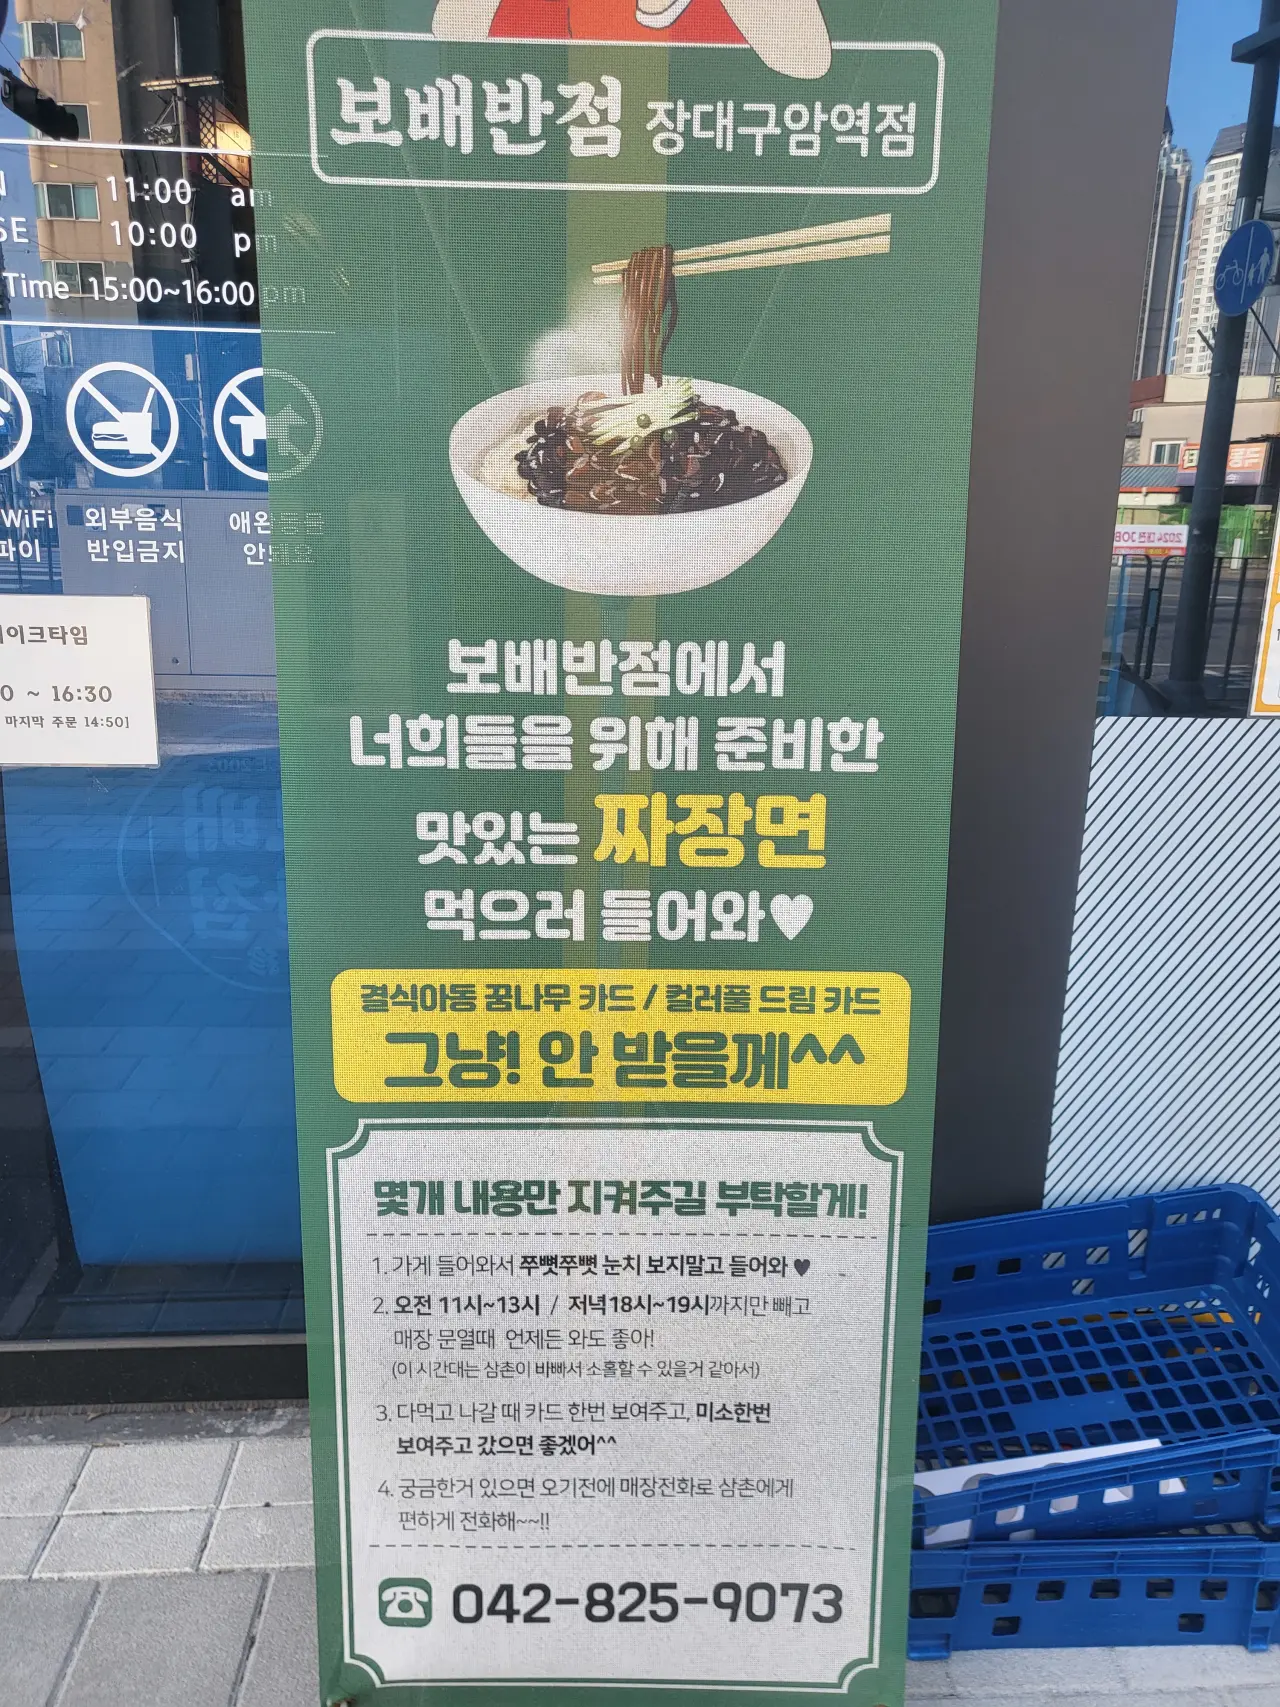 보배반점 장대구암역점
11:00 am
10:00 pm
Time 15:00~16:00 pm
WiFi
외부음식
반입금지
애완동물
안돼요
~ 16:30
마지막 주문 14:50]
보배반점에서
너희들을 위해 준비한
맛있는 짜장면
먹으러 들어와♥
결식아동 꿈나무 카드 / 컬러풀 드림 카드
그냥! 안 받을께^^
몇개 내용만 지켜주길 부탁할게!
1. 가게 들어와서 쭈뼛쭈뼛 눈치 보지말고 들어와 ♥
2. 오전 11시~13시 / 저녁18시~19시까지만 빼고
매장 문열때 언제든 와도 좋아!
(이 시간대는 삼촌이 바빠서 소홀할 수 있을거 같아서)
3. 다먹고 나갈 때 카드 한번 보여주고, 미소한번
보여주고 갔으면 좋겠어^^
4. 궁금한거 있으면 오기전에 매장전화로 삼촌에게
편하게 전화해~~!!
042-825-9073